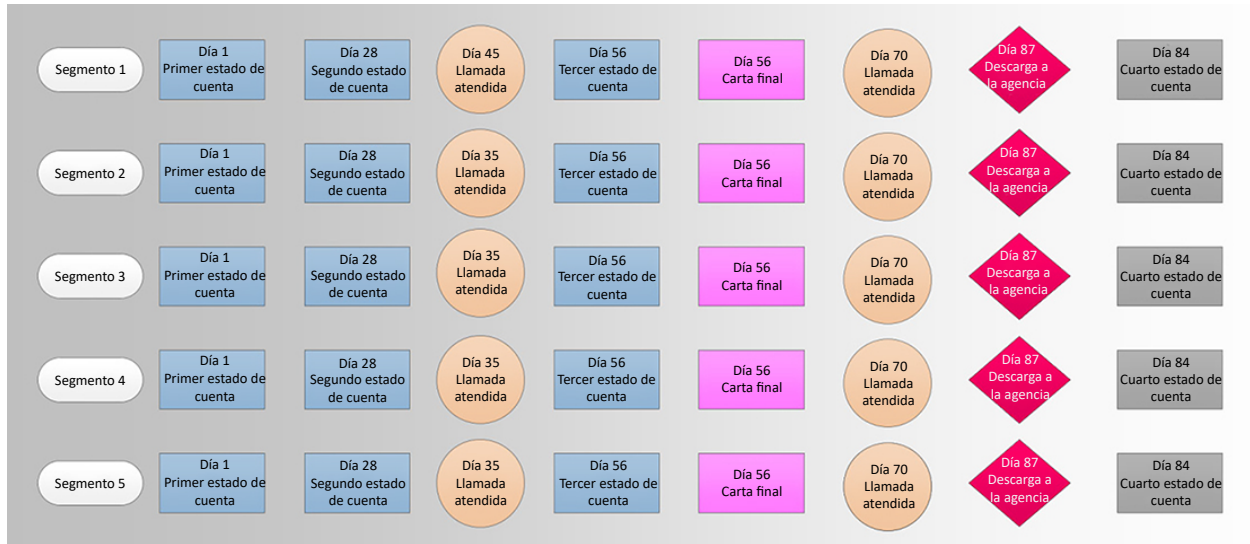 Segmento 1
Día 1
Primer estado de
cuenta
Día 28
Segundo estado
de cuenta
Día 45
Llamada
atendida
Día 56
Tercer estado de
cuenta
Día 56
Carta final
Día 70
Llamada
atendida
Día 87
Descarga a
la agencia
Día 84
Cuarto estado de
cuenta
Segmento 2
Día 1
Primer estado de
cuenta
Día 28
Segundo estado
de cuenta
Día 35
Llamada
atendida
Día 56
Tercer estado de
cuenta
Día 56
Carta final
Día 70
Llamada
atendida
Día 87
Descarga a
la agencia
Día 84
Cuarto estado de
cuenta
Segmento 3
Día 1
Primer estado de
cuenta
Día 28
Segundo estado
de cuenta
Día 35
Llamada
atendida
Día 56
Tercer estado de
cuenta
Día 56
Carta final
Día 70
Llamada
atendida
Día 87
Descarga a
la agencia
Día 84
Cuarto estado de
cuenta
Segmento 4
Día 1
Primer estado de
cuenta
Día 28
Segundo estado
de cuenta
Día 35
Llamada
atendida
Día 56
Tercer estado de
cuenta
Día 56
Carta final
Día 70
Llamada
atendida
Día 87
Descarga a
la agencia
Día 84
Cuarto estado de
cuenta
Segmento 5
Día 1
Primer estado de
cuenta
Día 28
Segundo estado
de cuenta
Día 35
Llamada
atendida
Día 56
Tercer estado de
cuenta
Día 56
Carta final
Día 70
Llamada
atendida
Día 87
Descarga a
la agencia
Día 84
Cuarto estado de
cuenta